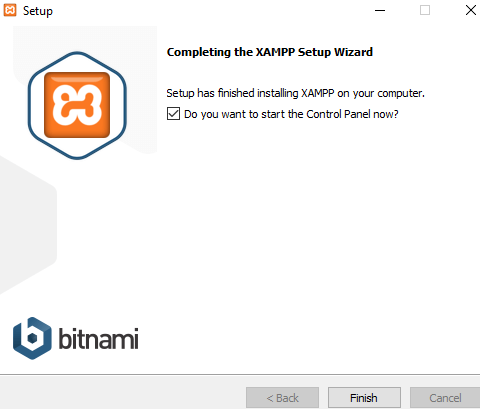 Setup
Completing the XAMPP Setup Wizard
Setup has finished installing XAMPP on your computer.
Do you want to start the Control Panel now?
bitnami
< Back
Finish
Cancel